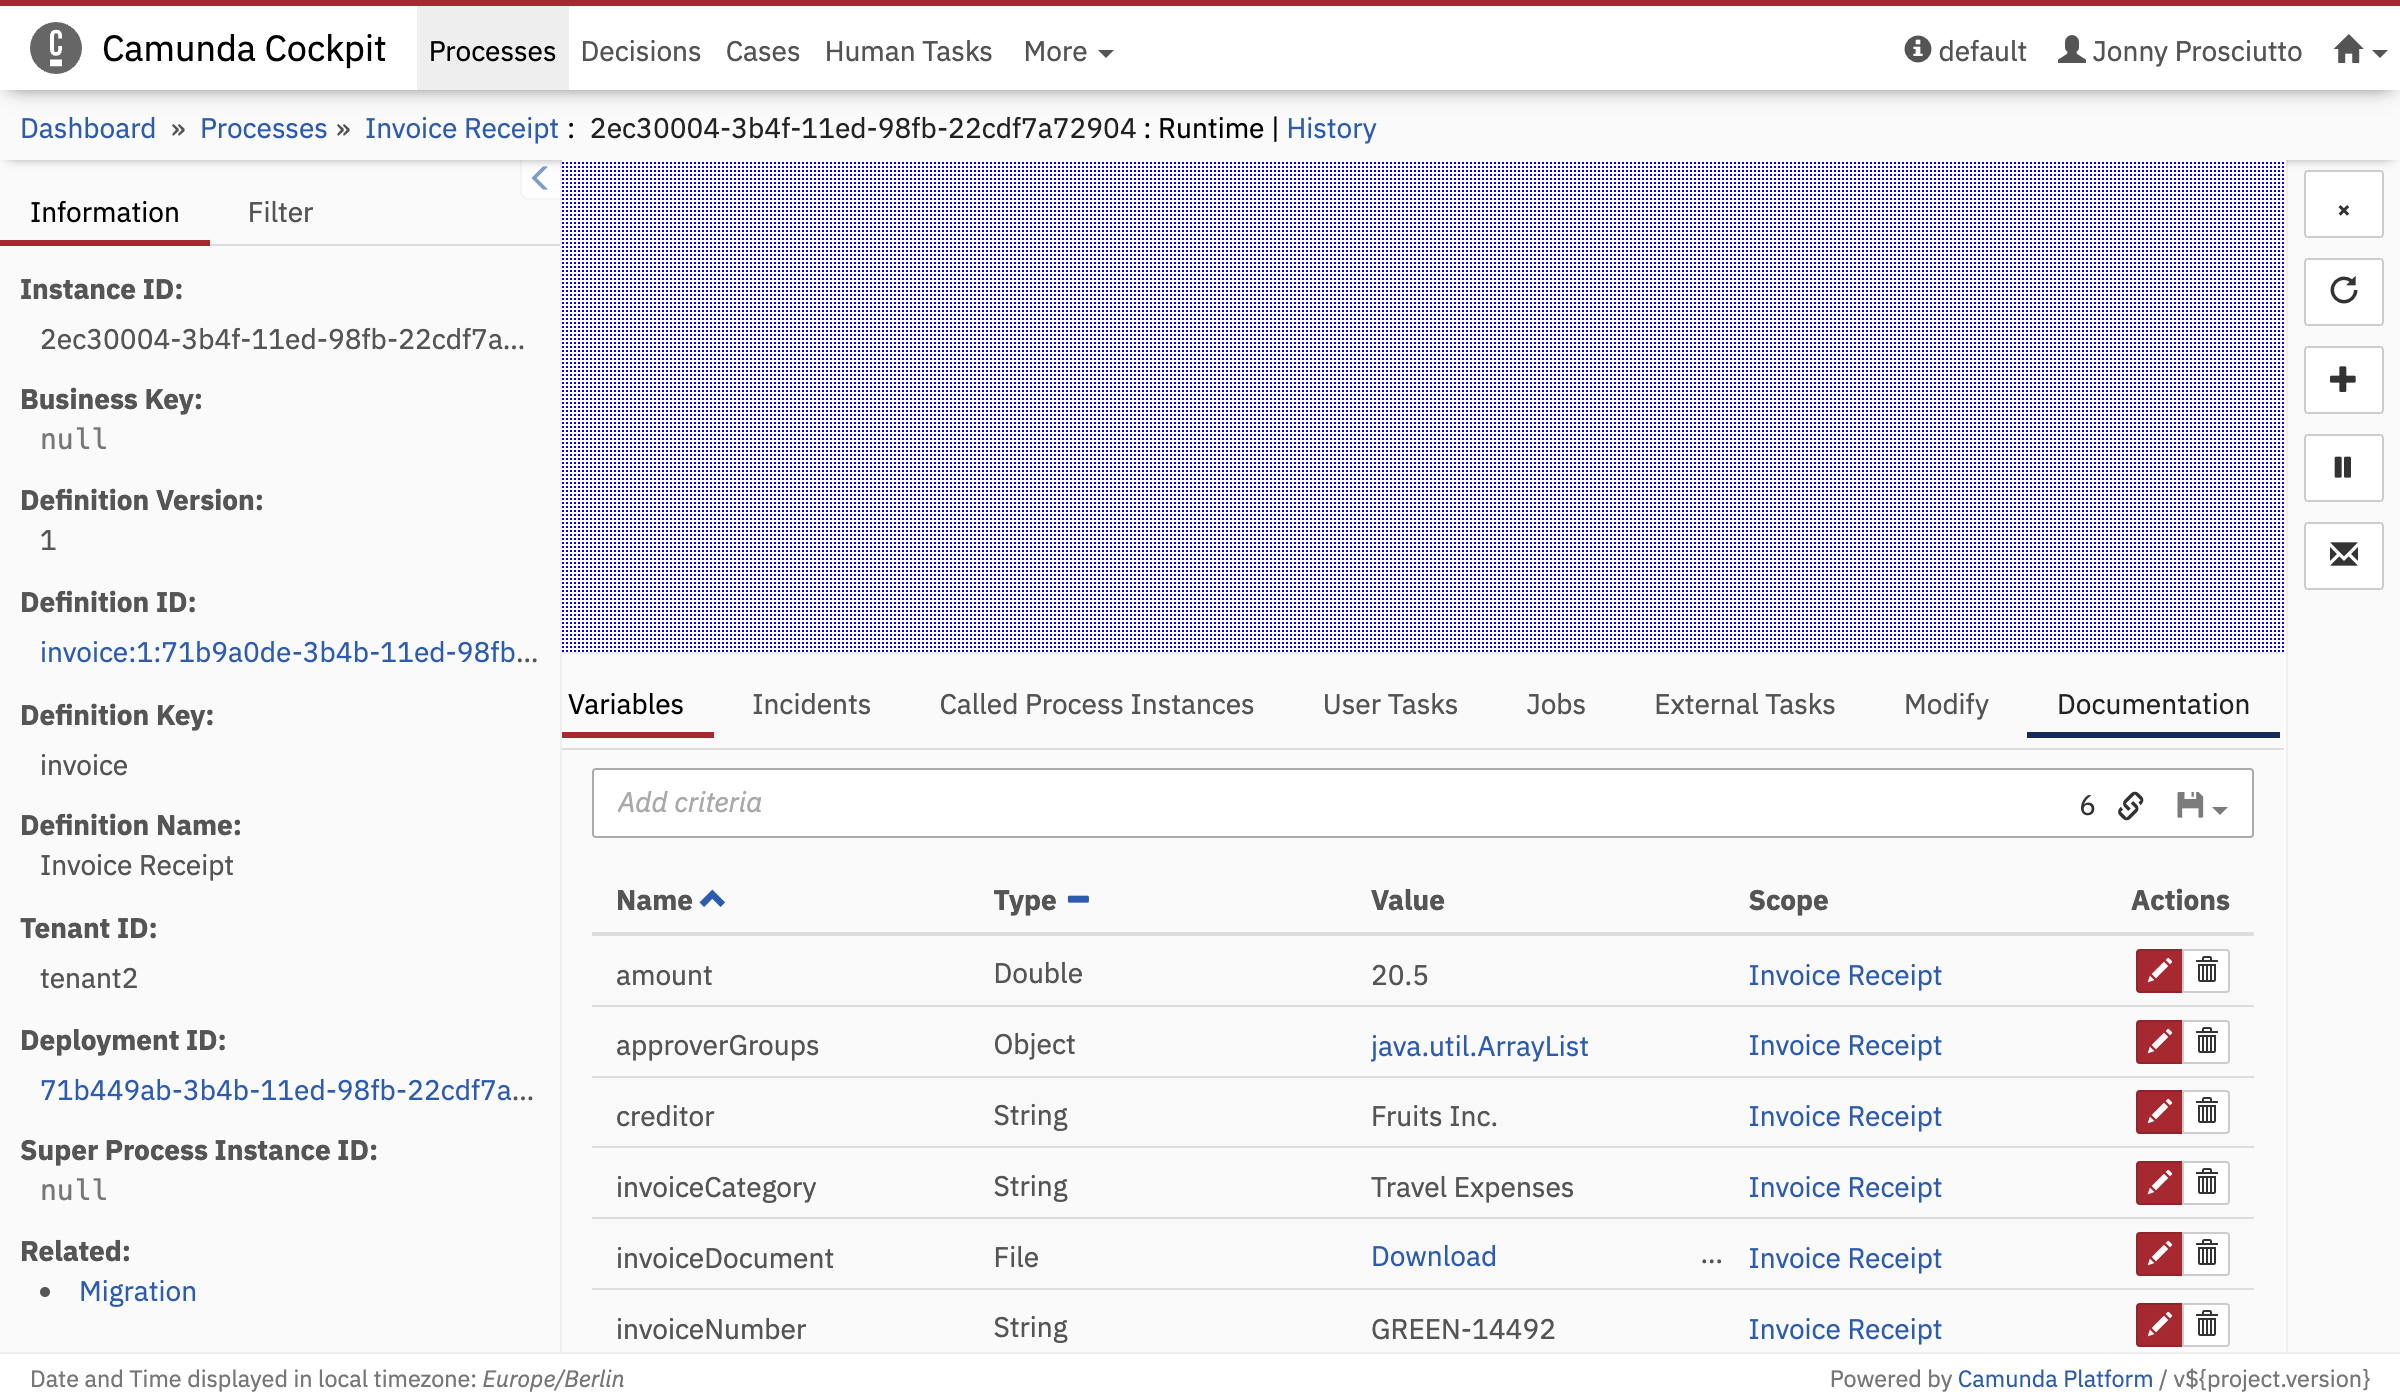 Camunda Cockpit Processes Decisions Cases Human Tasks More default Jonny Prosciutto
Dashboard » Processes » Invoice Receipt : 2ec30004-3b4f-11ed-98fb-22cdf7a72904 : Runtime | History
Information Filter
Instance ID:
2ec30004-3b4f-11ed-98fb-22cdf7a...
Business Key:
null
Definition Version:
1
Definition ID:
invoice:1:71b9a0de-3b4b-11ed-98fb...
Definition Key:
invoice
Definition Name:
Invoice Receipt
Tenant ID:
tenant2
Deployment ID:
71b449ab-3b4b-11ed-98fb-22cdf7a...
Super Process Instance ID:
null
Related:
• Migration
Variables Incidents Called Process Instances User Tasks Jobs External Tasks Modify Documentation
Add criteria 6
Name Type Value Scope Actions
amount Double 20.5 Invoice Receipt
approverGroups Object java.util.ArrayList Invoice Receipt
creditor String Fruits Inc. Invoice Receipt
invoiceCategory String Travel Expenses Invoice Receipt
invoiceDocument File Download ... Invoice Receipt
invoiceNumber String GREEN-14492 Invoice Receipt
Date and Time displayed in local timezone: Europe/Berlin Powered by Camunda Platform / v${project.version}